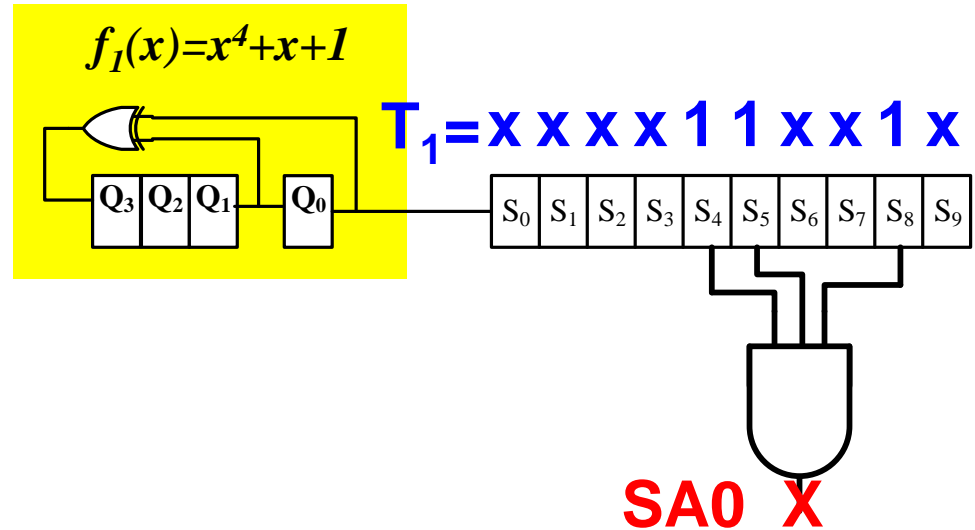 f₁(x)=x⁴+x+1
T₁= x x x x 1 1 x x 1 x
Q₃ Q₂ Q₁ Q₀ S₀ S₁ S₂ S₃ S₄ S₅ S₆ S₇ S₈ S₉
SA0 X